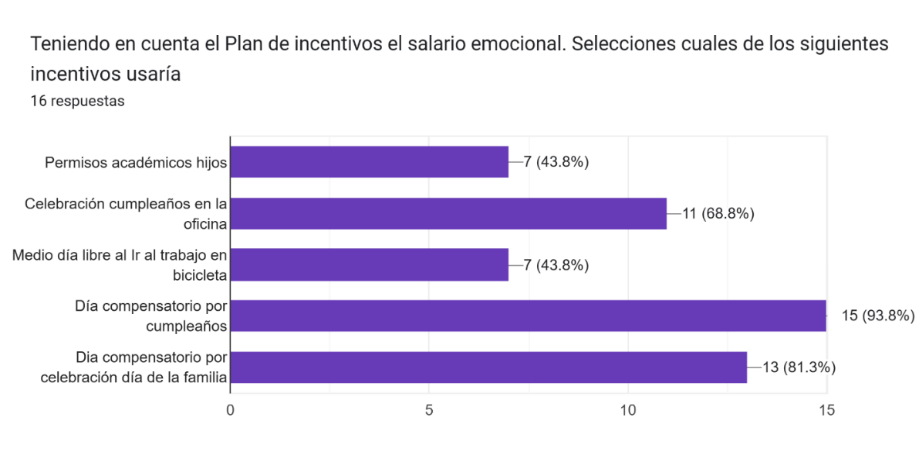 Teniendo en cuenta el Plan de incentivos el salario emocional. Selecciones cuales de los siguientes
incentivos usaría
16 respuestas
Permisos académicos hijos
7 (43.8%)
Celebración cumpleaños en la
oficina
11 (68.8%)
Medio día libre al Ir al trabajo en
bicicleta
7 (43.8%)
Día compensatorio por
cumpleaños
15 (93.8%)
Dia compensatorio por
celebración día de la familia
13 (81.3%)
0 5 10 15